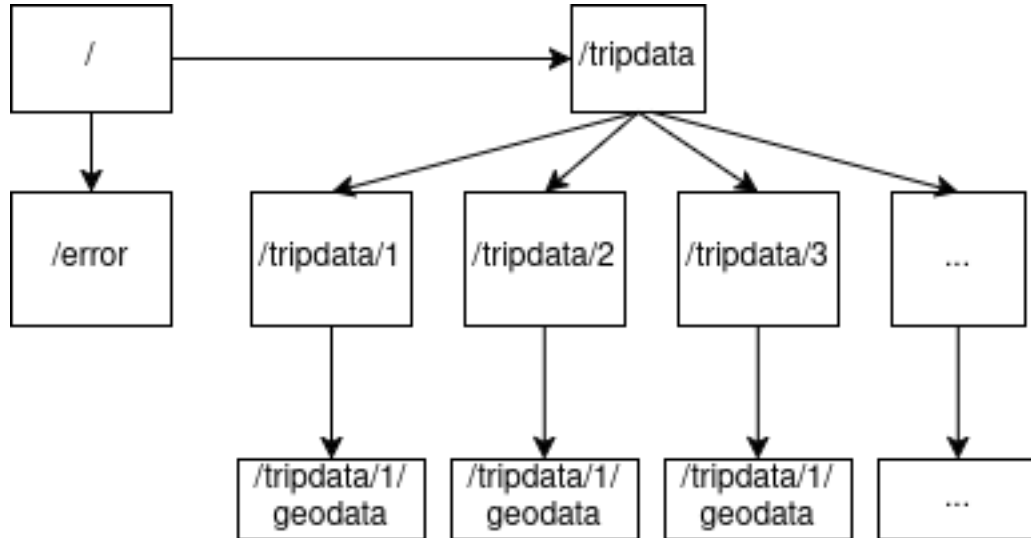 /
/tripdata
/error
/tripdata/1
/tripdata/2
/tripdata/3
...
/tripdata/1/
geodata
/tripdata/1/
geodata
/tripdata/1/
geodata
...